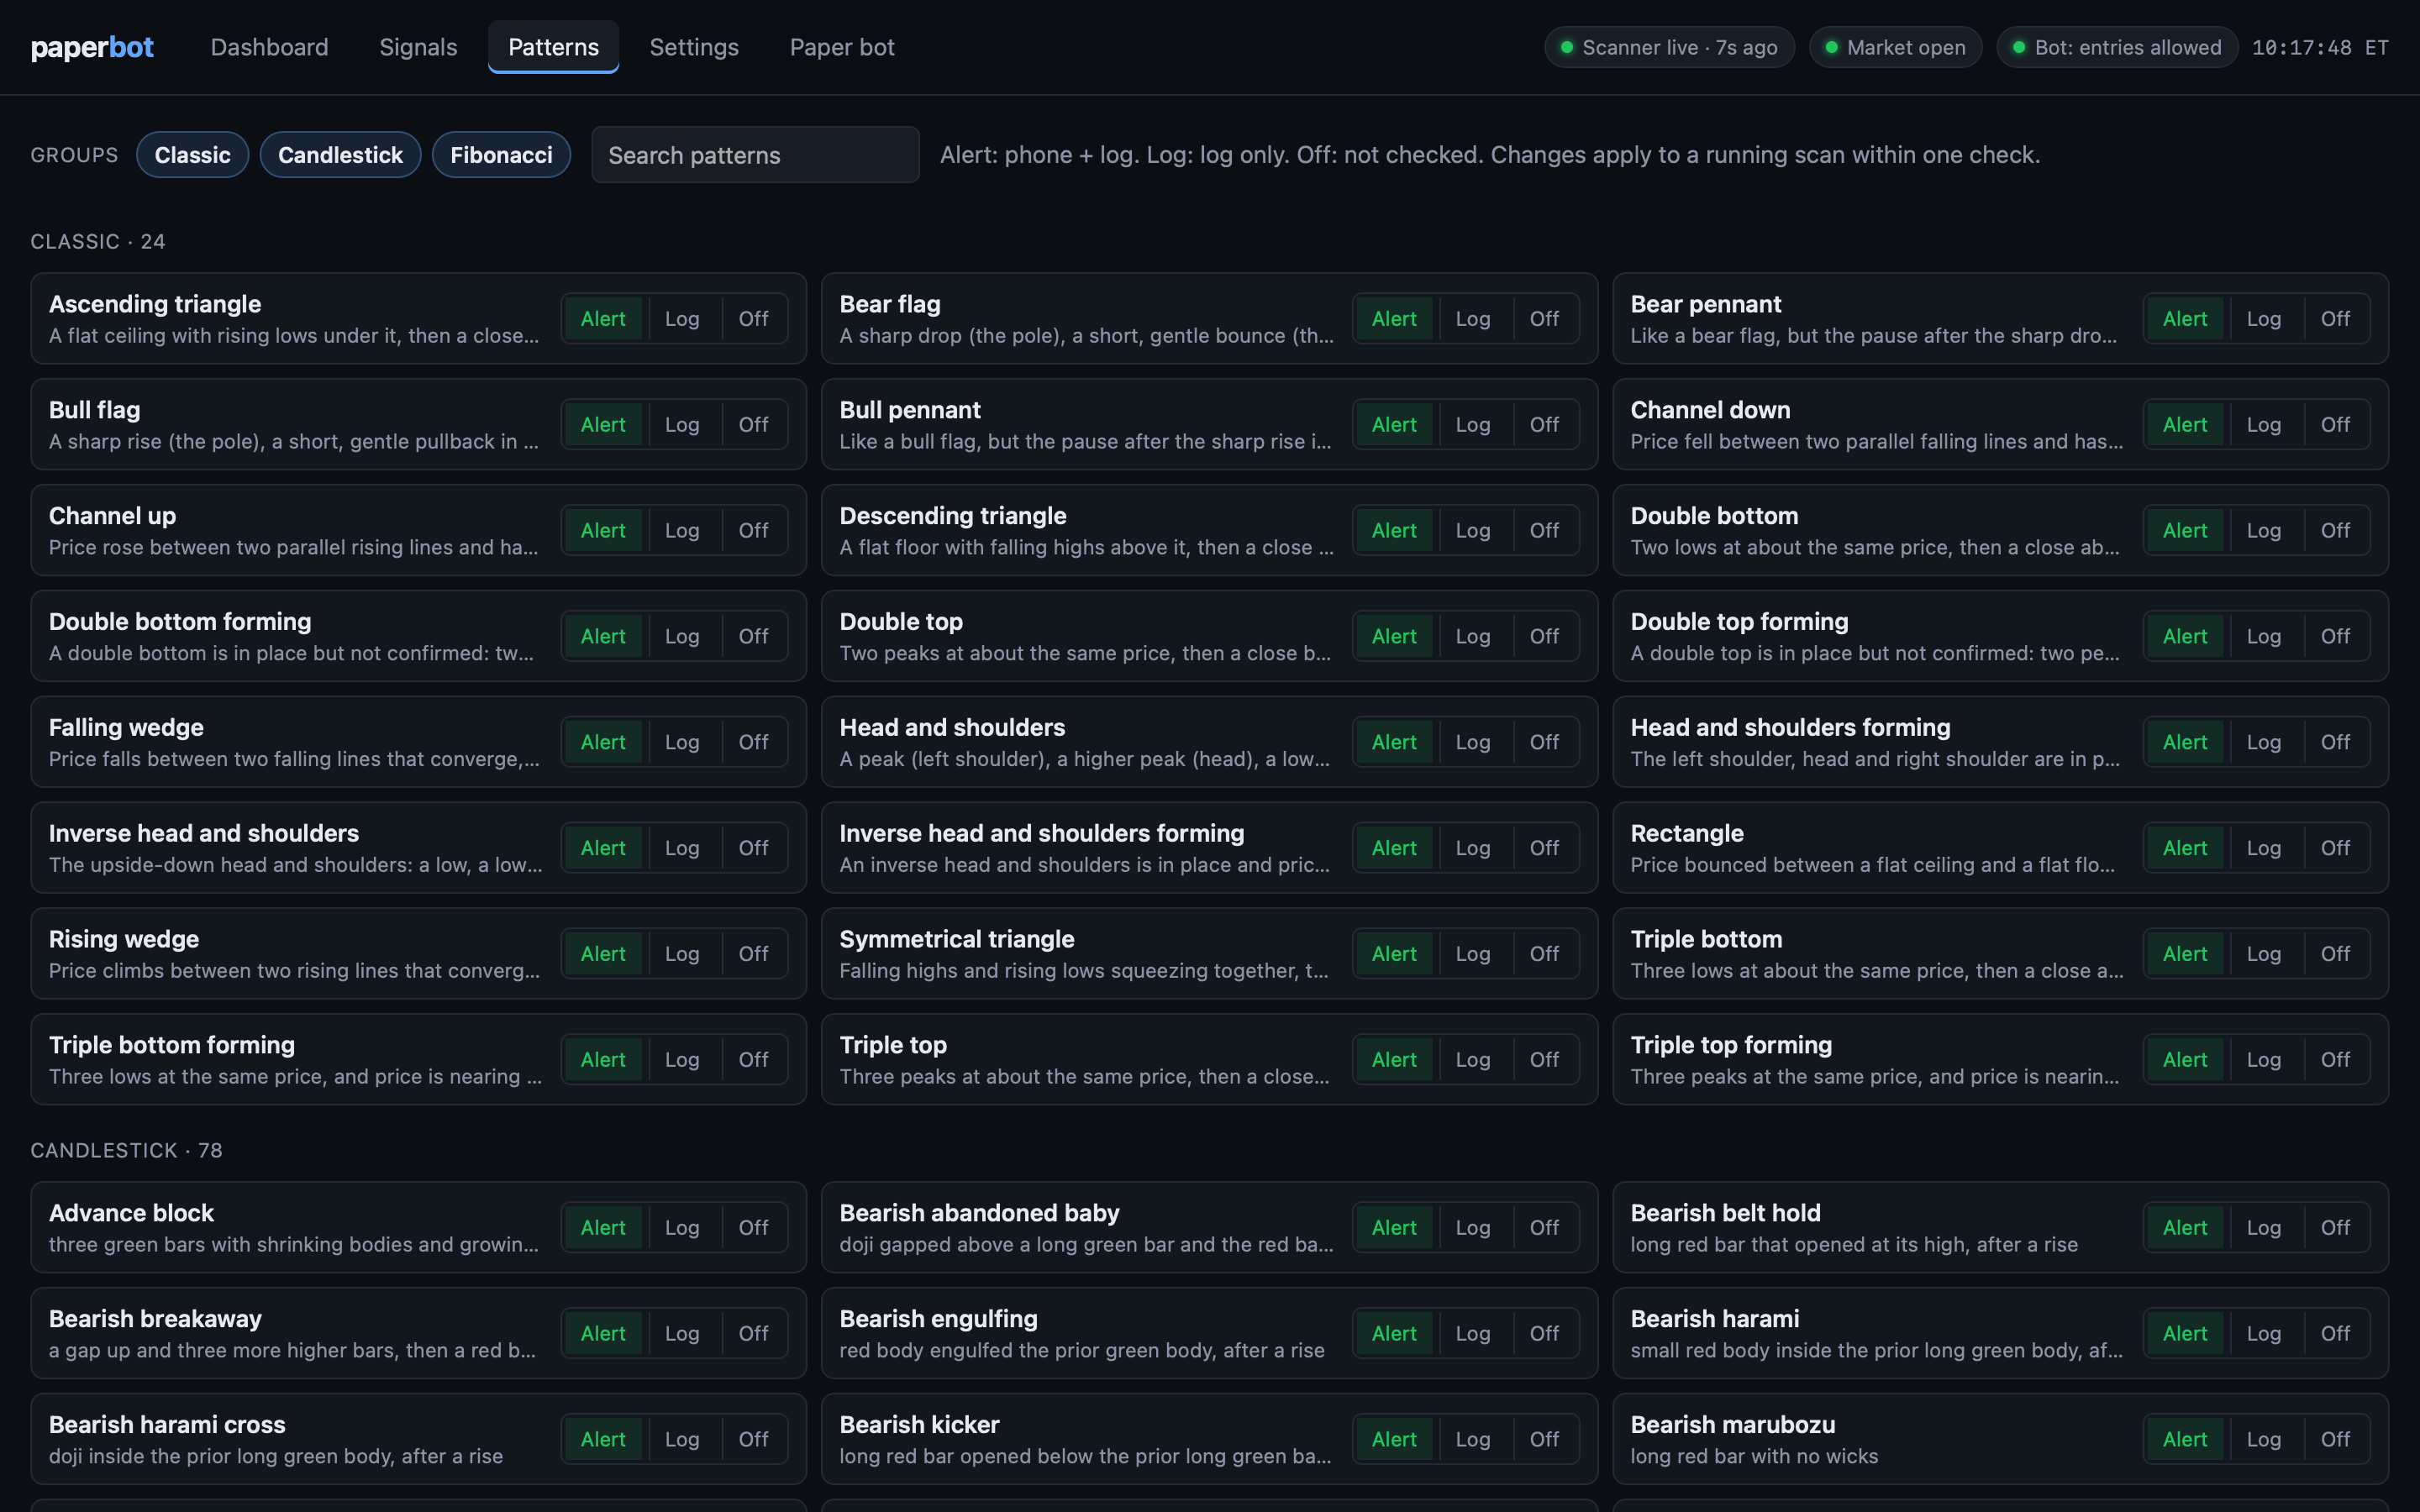 paperbot Dashboard Signals Patterns Settings Paper bot Scanner live · 7s ago Market open Bot: entries allowed 10:17:48 ET
GROUPS Classic Candlestick Fibonacci Search patterns Alert: phone + log. Log: log only. Off: not checked. Changes apply to a running scan within one check.
CLASSIC · 24
Ascending triangle
A flat ceiling with rising lows under it, then a close...
Alert Log Off
Bear flag
A sharp drop (the pole), a short, gentle bounce (th...
Alert Log Off
Bear pennant
Like a bear flag, but the pause after the sharp dro...
Alert Log Off
Bull flag
A sharp rise (the pole), a short, gentle pullback in ...
Alert Log Off
Bull pennant
Like a bull flag, but the pause after the sharp rise i...
Alert Log Off
Channel down
Price fell between two parallel falling lines and has...
Alert Log Off
Channel up
Price rose between two parallel rising lines and ha...
Alert Log Off
Descending triangle
A flat floor with falling highs above it, then a close ...
Alert Log Off
Double bottom
Two lows at about the same price, then a close ab...
Alert Log Off
Double bottom forming
A double bottom is in place but not confirmed: tw...
Alert Log Off
Double top
Two peaks at about the same price, then a close b...
Alert Log Off
Double top forming
A double top is in place but not confirmed: two pe...
Alert Log Off
Falling wedge
Price falls between two falling lines that converge,...
Alert Log Off
Head and shoulders
A peak (left shoulder), a higher peak (head), a low...
Alert Log Off
Head and shoulders forming
The left shoulder, head and right shoulder are in p...
Alert Log Off
Inverse head and shoulders
The upside-down head and shoulders: a low, a low...
Alert Log Off
Inverse head and shoulders forming
An inverse head and shoulders is in place and pric...
Alert Log Off
Rectangle
Price bounced between a flat ceiling and a flat flo...
Alert Log Off
Rising wedge
Price climbs between two rising lines that converg...
Alert Log Off
Symmetrical triangle
Falling highs and rising lows squeezing together, t...
Alert Log Off
Triple bottom
Three lows at about the same price, then a close a...
Alert Log Off
Triple bottom forming
Three lows at the same price, and price is nearing ...
Alert Log Off
Triple top
Three peaks at about the same price, then a close...
Alert Log Off
Triple top forming
Three peaks at the same price, and price is nearin...
Alert Log Off
CANDLESTICK · 78
Advance block
three green bars with shrinking bodies and growin...
Alert Log Off
Bearish abandoned baby
doji gapped above a long green bar and the red ba...
Alert Log Off
Bearish belt hold
long red bar that opened at its high, after a rise
Alert Log Off
Bearish breakaway
a gap up and three more higher bars, then a red b...
Alert Log Off
Bearish engulfing
red body engulfed the prior green body, after a rise
Alert Log Off
Bearish harami
small red body inside the prior long green body, af...
Alert Log Off
Bearish harami cross
doji inside the prior long green body, after a rise
Alert Log Off
Bearish kicker
long red bar opened below the prior long green ba...
Alert Log Off
Bearish marubozu
long red bar with no wicks
Alert Log Off